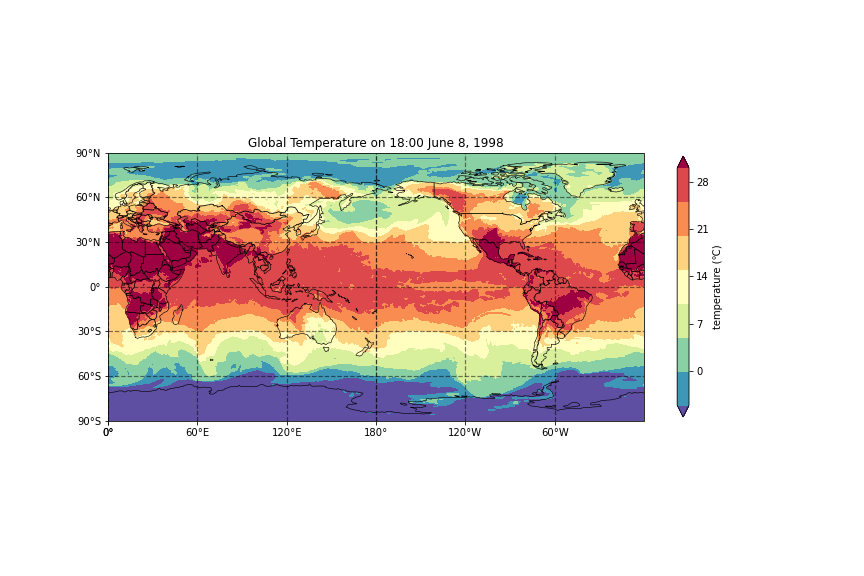 Global Temperature on 18:00 June 8, 1998
90°N
60°N
30°N
0°
30°S
60°S
90°S
0°
60°E
120°E
180°
120°W
60°W
28
21
14
7
0
temperature (℃)